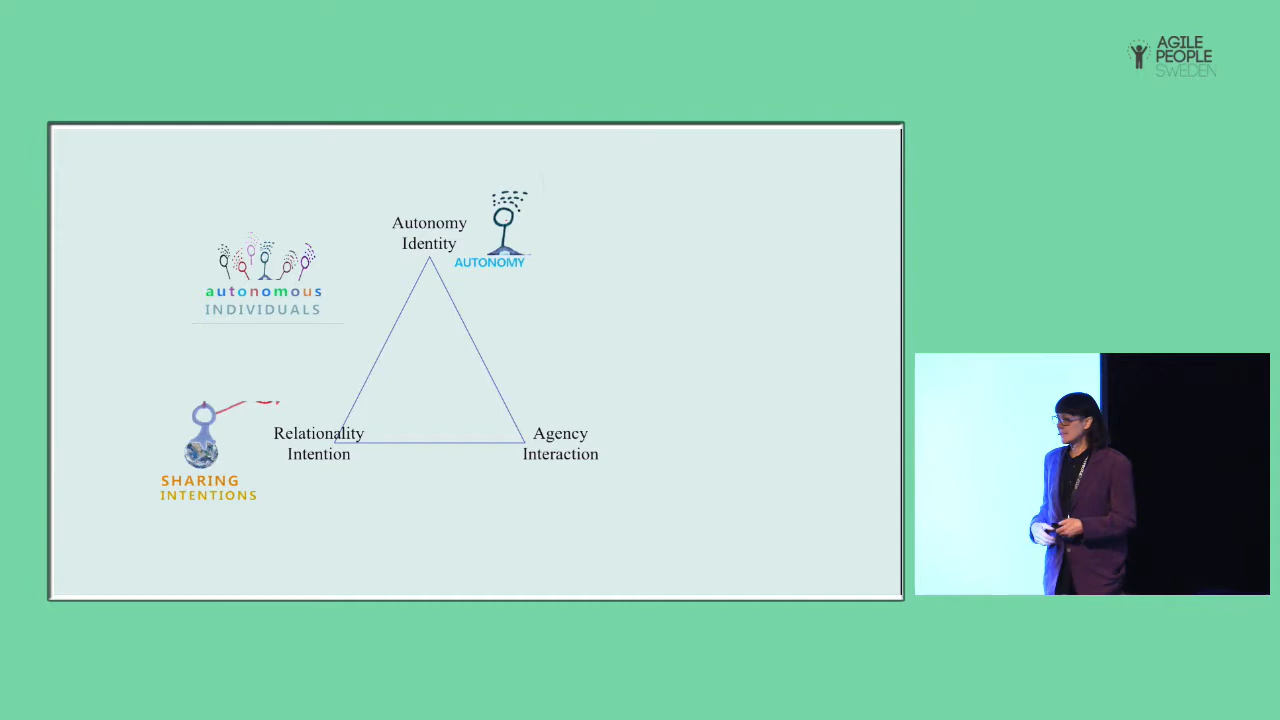 AGILE
PEOPLE
SWEDEN
Autonomy
Identity
AUTONOMY
autonomous
INDIVIDUALS
Relationality
Intention
Agency
Interaction
SHARING
INTENTIONS